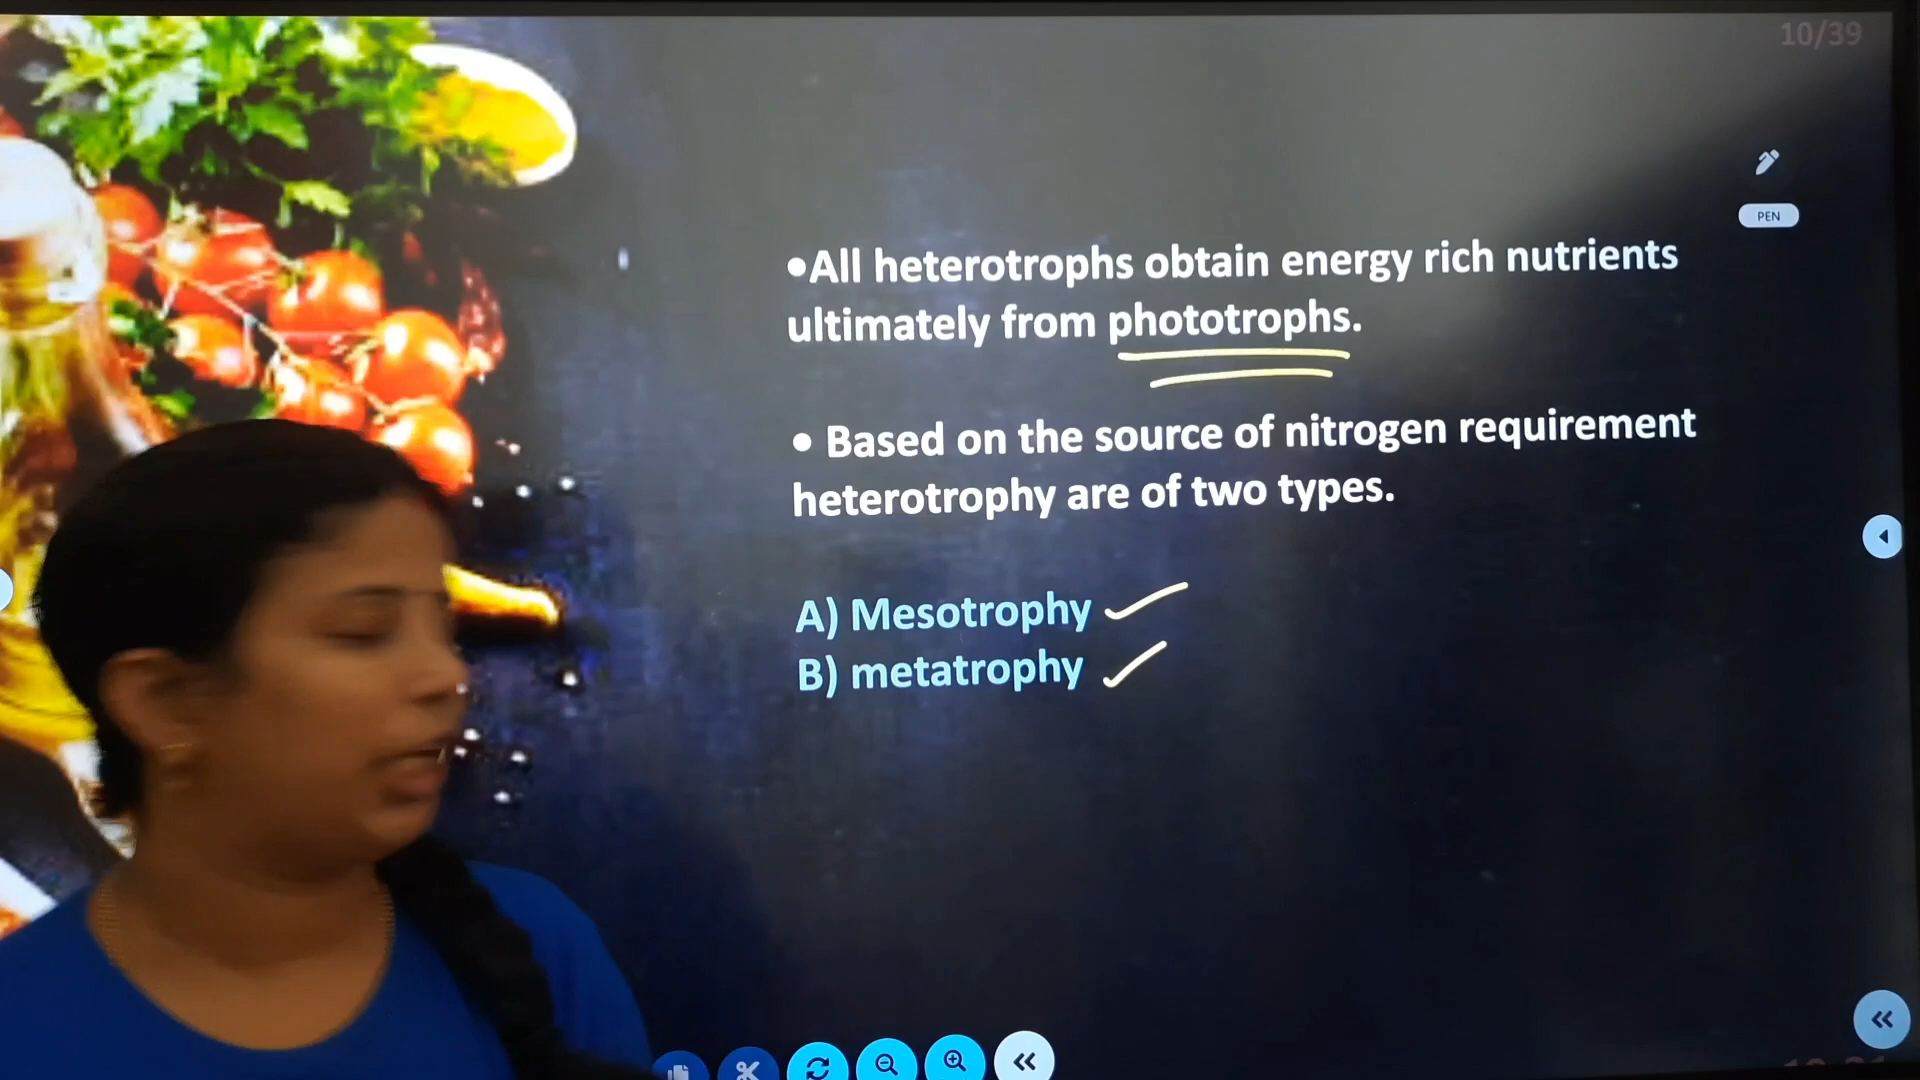 10/39
PEN
•All heterotrophs obtain energy rich nutrients
ultimately from phototrophs.
• Based on the source of nitrogen requirement
heterotrophy are of two types.
A) Mesotrophy
B) metatrophy